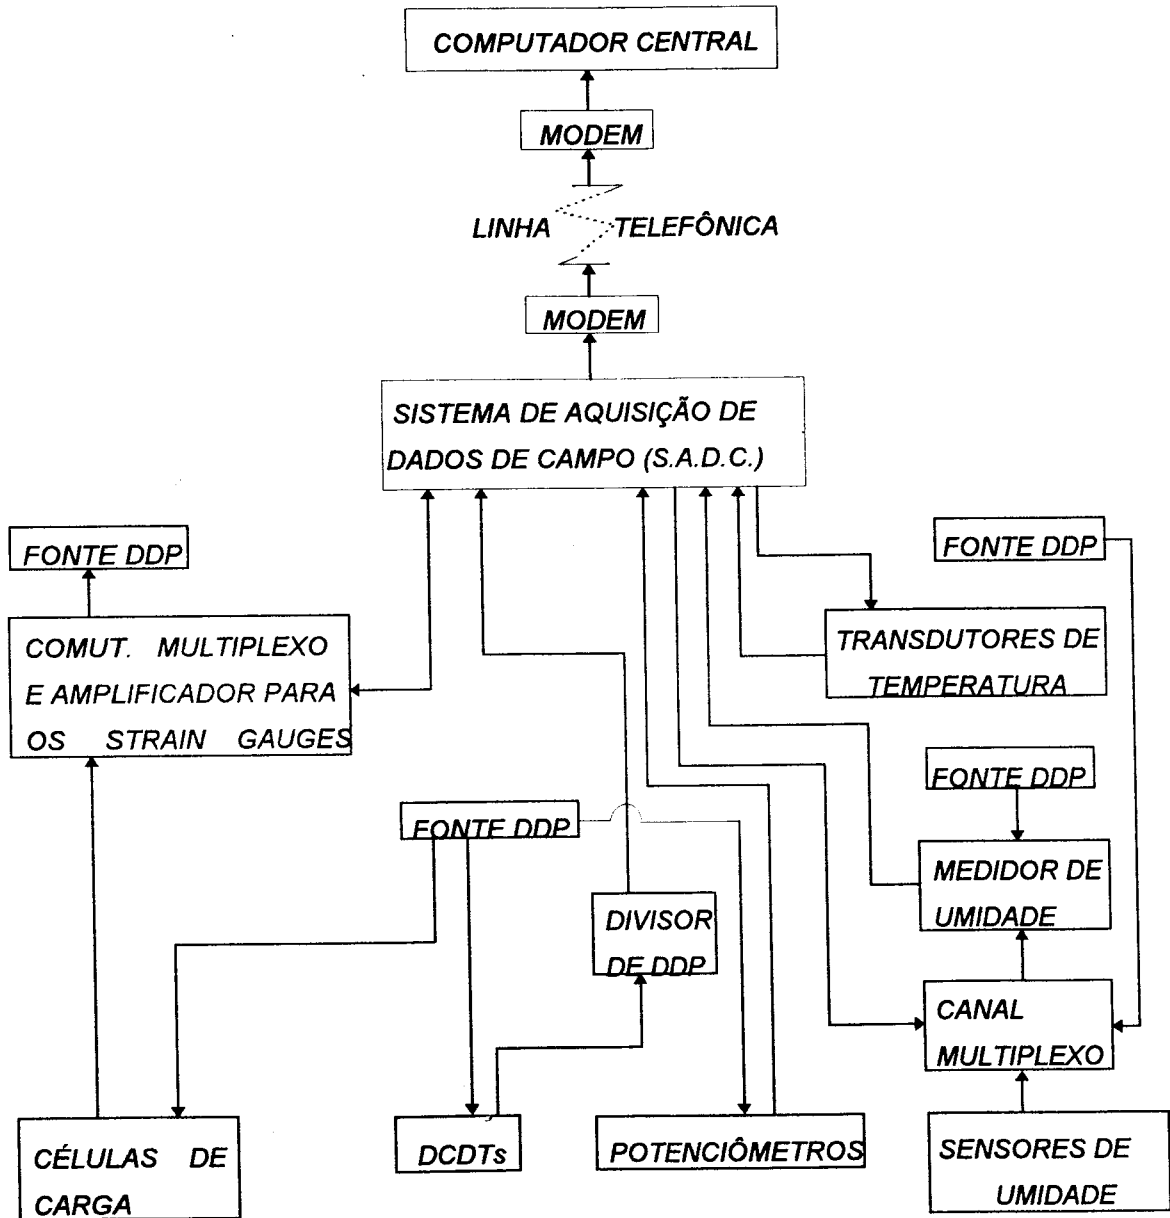 COMPUTADOR CENTRAL
MODEM
LINHA TELEFÔNICA
MODEM
SISTEMA DE AQUISIÇÃO DE
DADOS DE CAMPO (S.A.D.C.)
FONTE DDP
FONTE DDP
COMUT. MULTIPLEXO
E AMPLIFICADOR PARA
OS STRAIN GAUGES
TRANSDUTORES DE
TEMPERATURA
FONTE DDP
FONTE DDP
MEDIDOR DE
UMIDADE
DIVISOR
DE DDP
CANAL
MULTIPLEXO
CÉLULAS DE
CARGA
DCDTs
POTENCIÔMETROS
SENSORES DE
UMIDADE